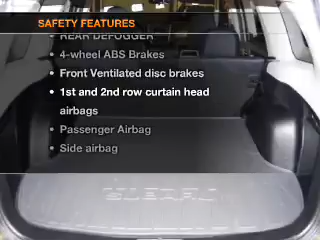 SAFETY FEATURES
REAR DEFOGGER
4-wheel ABS Brakes
Front Ventilated disc brakes
1st and 2nd row curtain head
airbags
Passenger Airbag
Side airbag
SUBARU